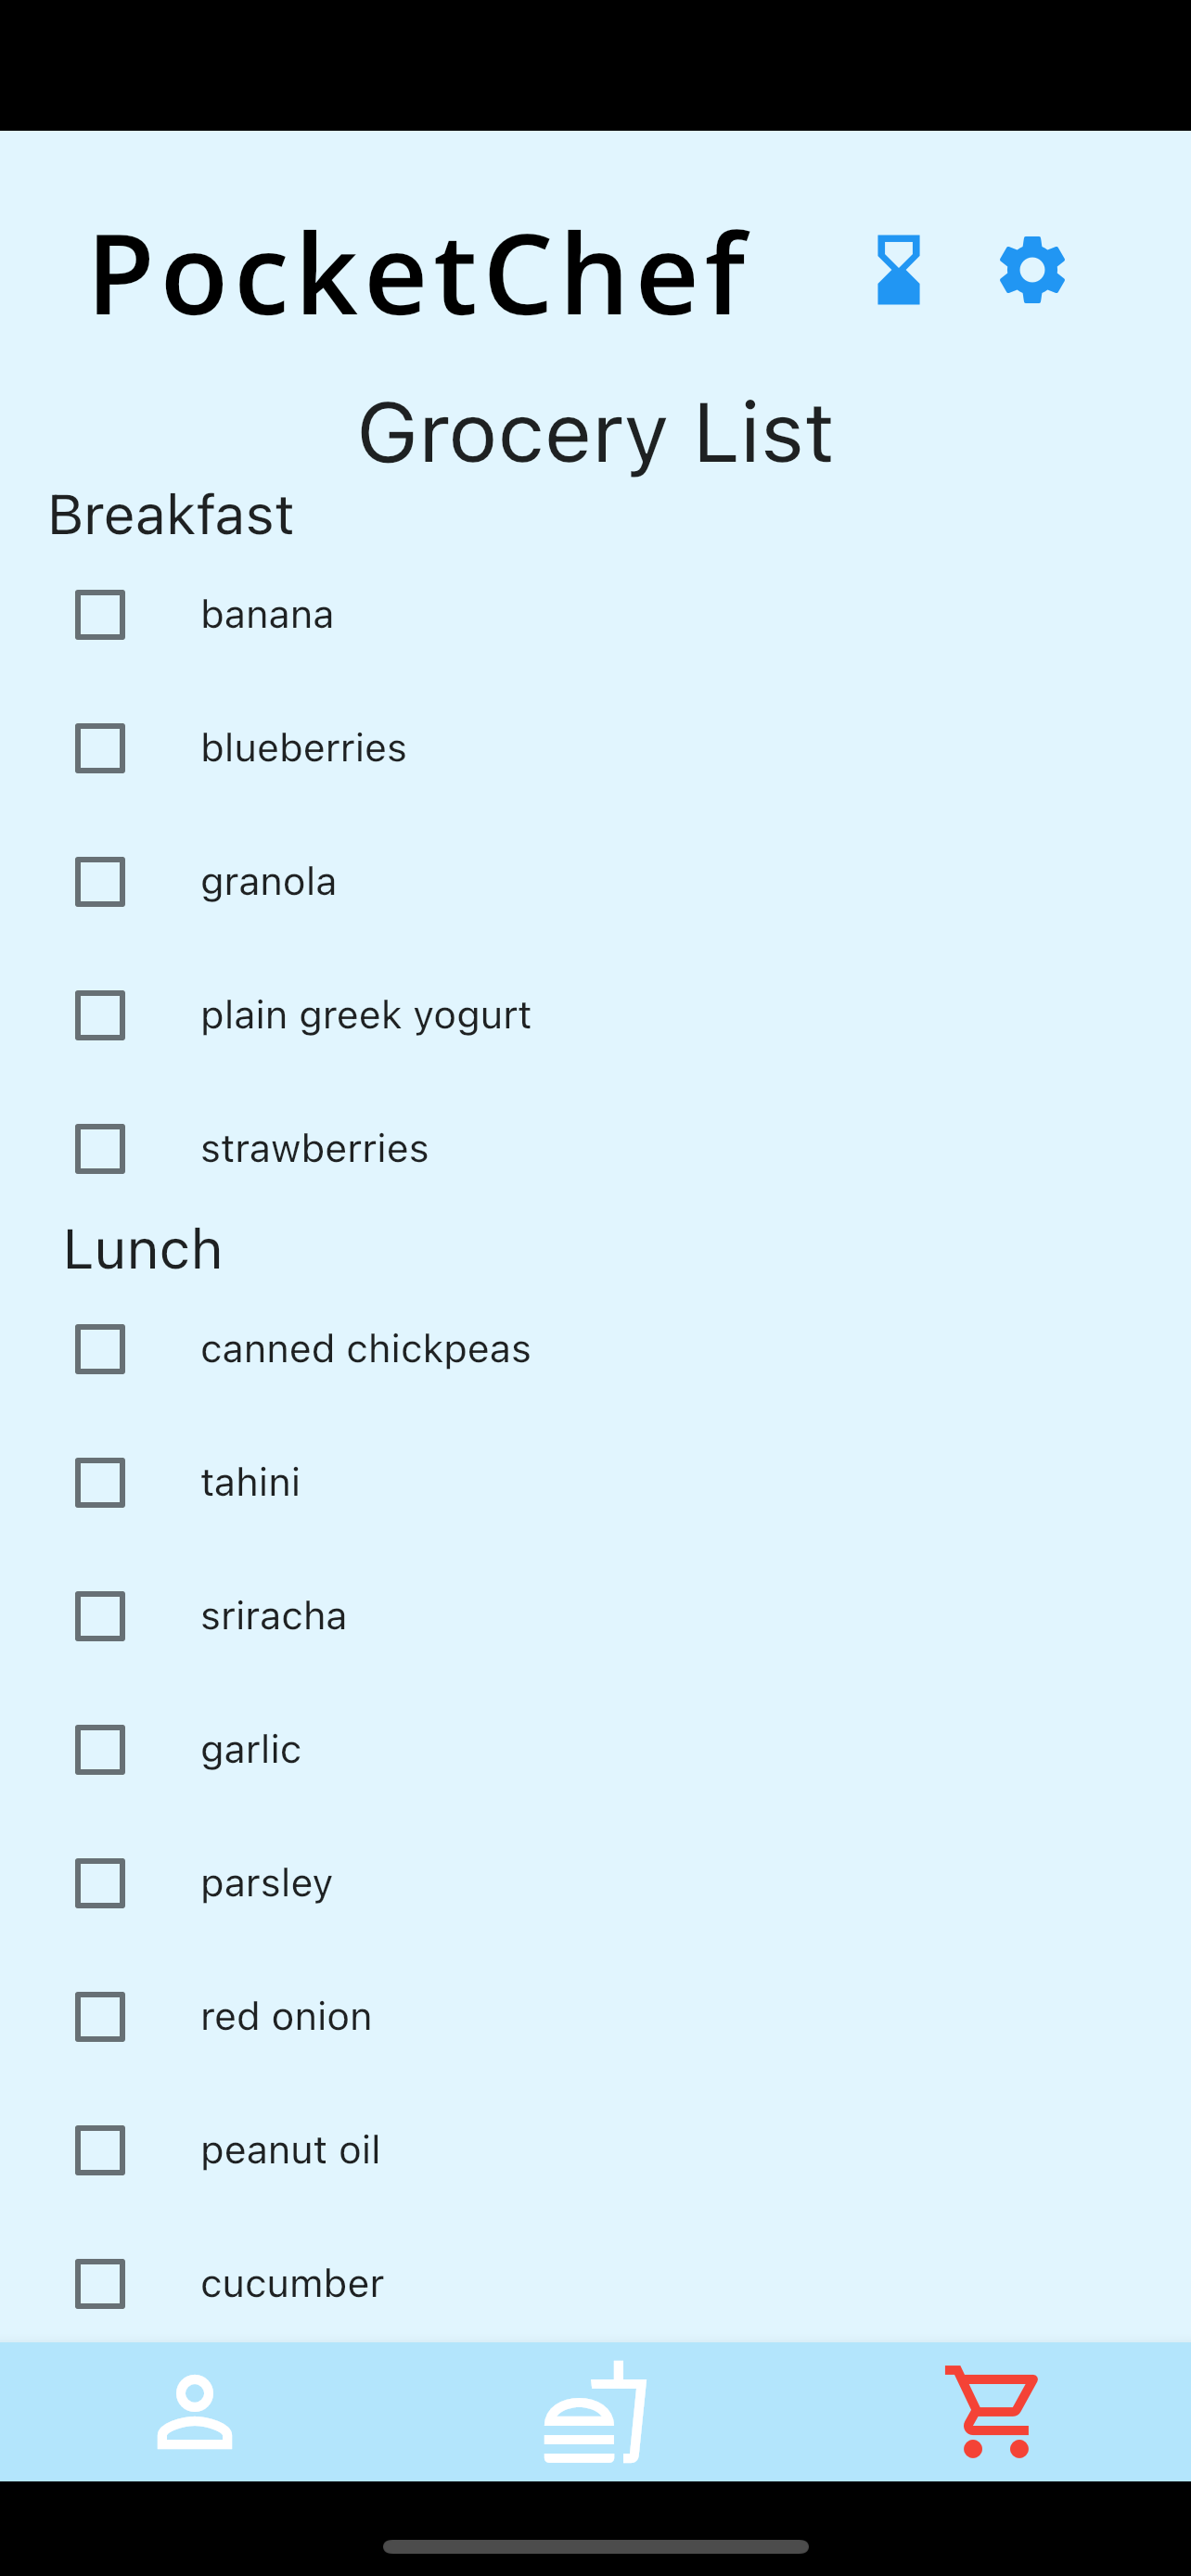 PocketChef
Grocery List
Breakfast
banana
blueberries
granola
plain greek yogurt
strawberries
Lunch
canned chickpeas
tahini
sriracha
garlic
parsley
red onion
peanut oil
cucumber